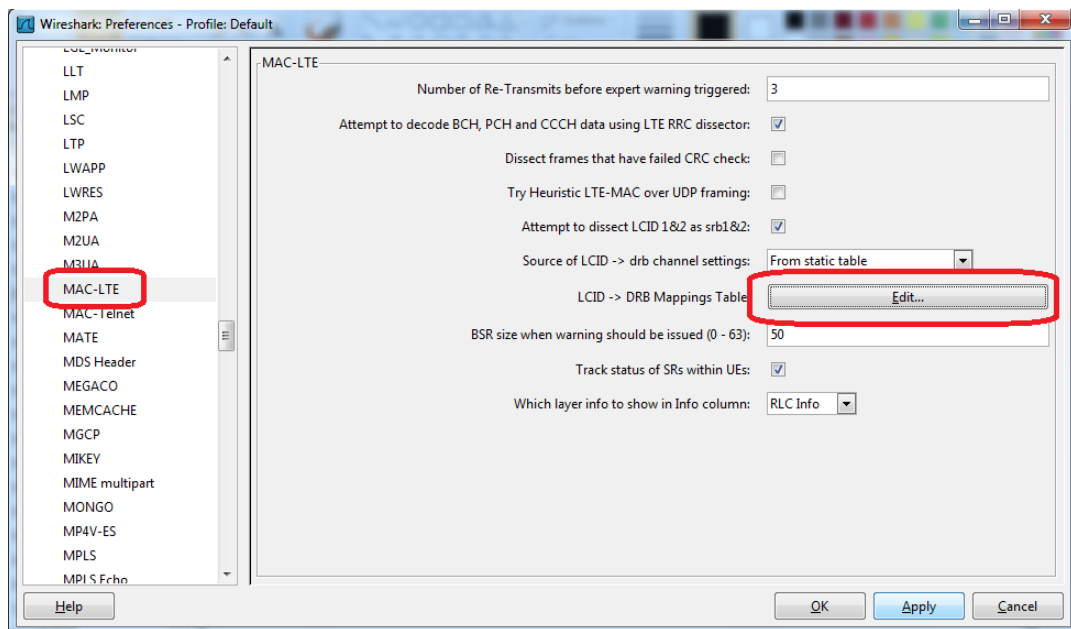 Wireshark: Preferences - Profile: Default
LLT
LMP
LSC
LTP
LWAPP
LWRES
M2PA
M2UA
M3UA
MAC-LTE
MAC-Telnet
MATE
MDS Header
MEGACO
MEMCACHE
MGCP
MIKEY
MIME multipart
MONGO
MP4V-ES
MPLS
MPLS Echo
MAC-LTE
Number of Re-Transmits before expert warning triggered: 3
Attempt to decode BCH, PCH and CCCH data using LTE RRC dissector:
Dissect frames that have failed CRC check:
Try Heuristic LTE-MAC over UDP framing:
Attempt to dissect LCID 1&2 as srb1&2:
Source of LCID -> drb channel settings: From static table
LCID -> DRB Mappings Table Edit...
BSR size when warning should be issued (0 - 63): 50
Track status of SRs within UEs:
Which layer info to show in Info column: RLC Info
Help OK Apply Cancel